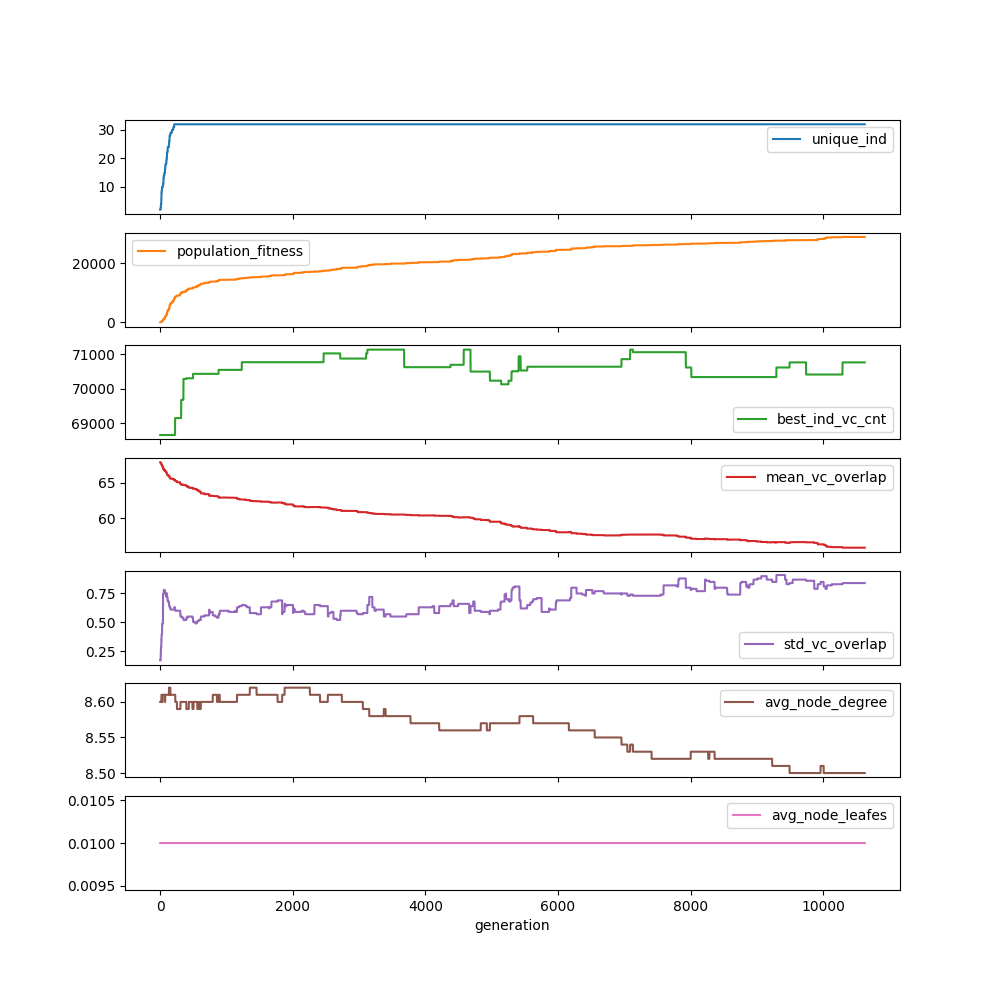 30
20
10
unique_ind
20000
0
population_fitness
71000
70000
69000
best_ind_vc_cnt
65
60
mean_vc_overlap
0.75
0.50
0.25
std_vc_overlap
8.60
8.55
8.50
avg_node_degree
0.0105
0.0100
0.0095
avg_node_leafes
0 2000 4000 6000 8000 10000
generation